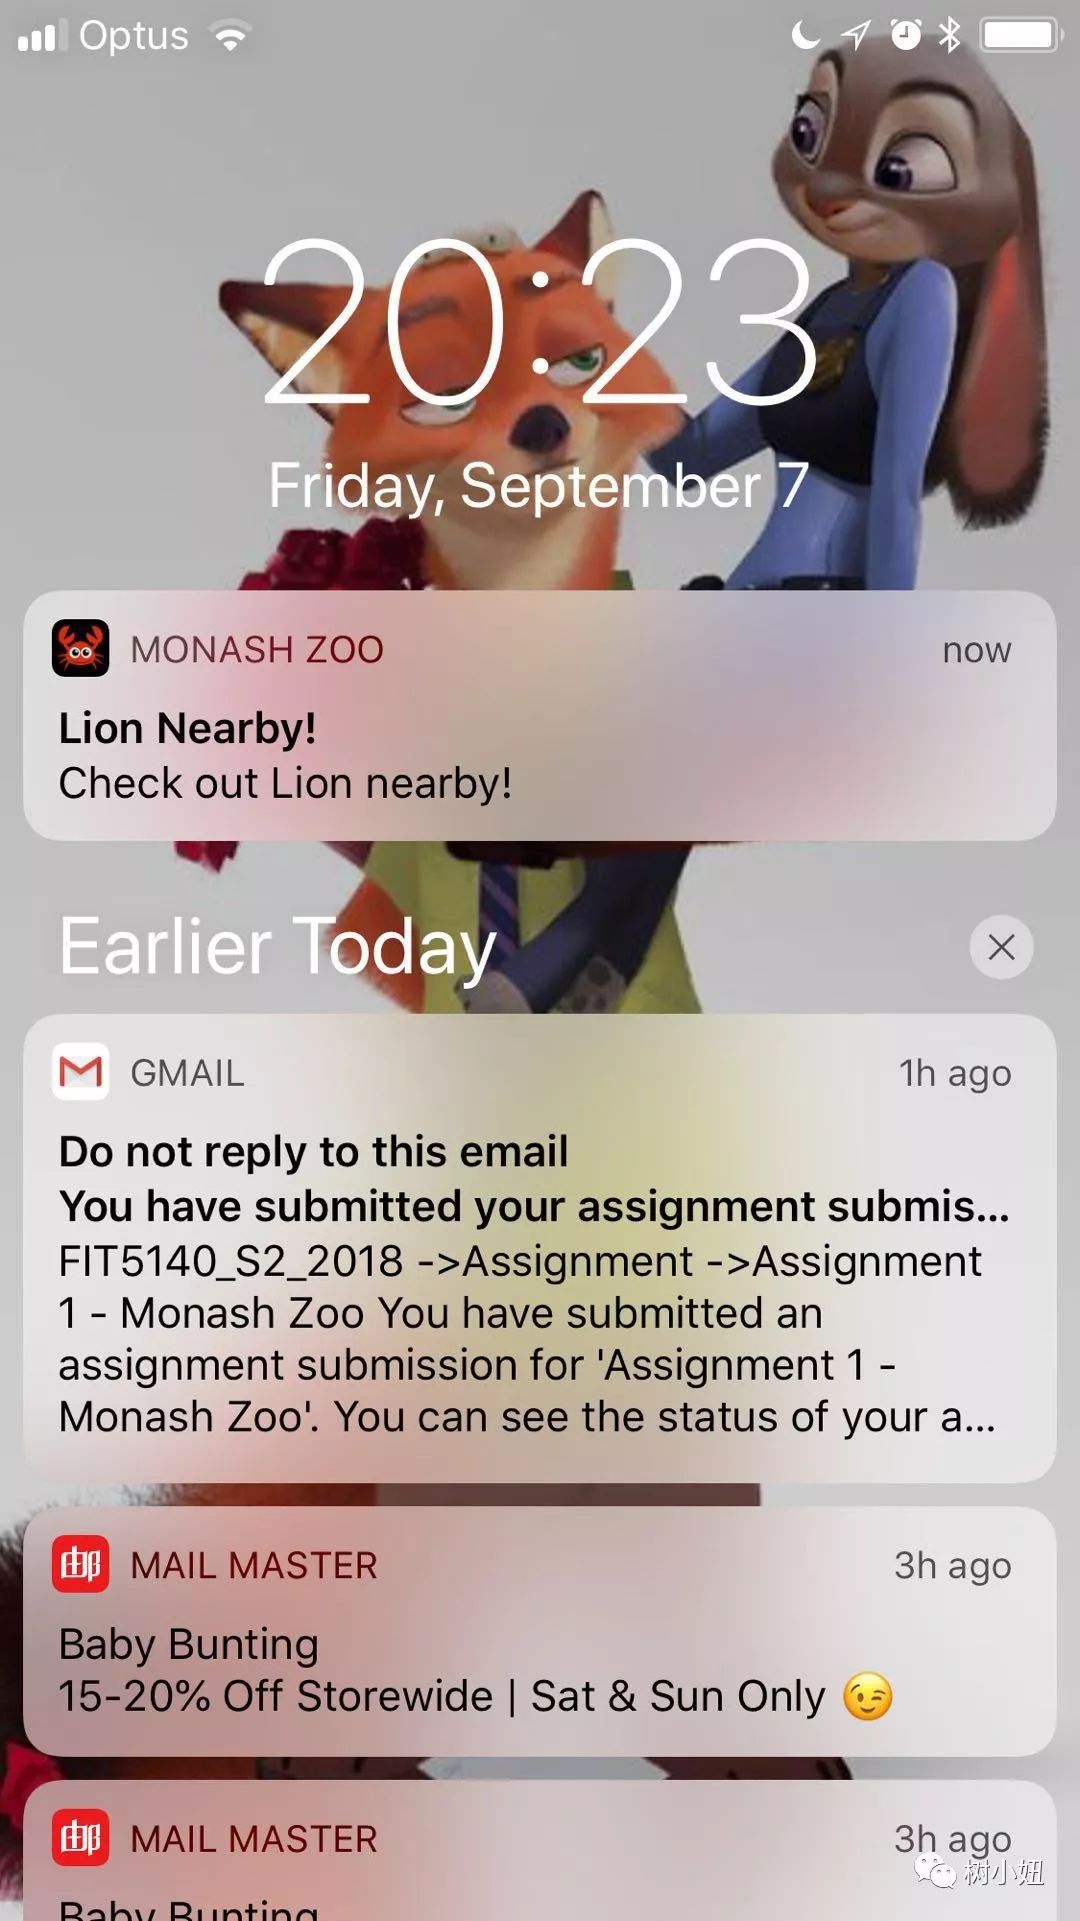 Optus
20:23
Friday, September 7
MONASH ZOO
now
Lion Nearby!
Check out Lion nearby!
Earlier Today
GMAIL
1h ago
Do not reply to this email
You have submitted your assignment submis...
FIT5140_S2_2018 ->Assignment ->Assignment
1 - Monash Zoo You have submitted an
assignment submission for 'Assignment 1 -
Monash Zoo'. You can see the status of your a...
邮
MAIL MASTER
3h ago
Baby Bunting
15-20% Off Storewide | Sat & Sun Only 😉
邮
MAIL MASTER
3h ago
树小妞
Baby Bunting